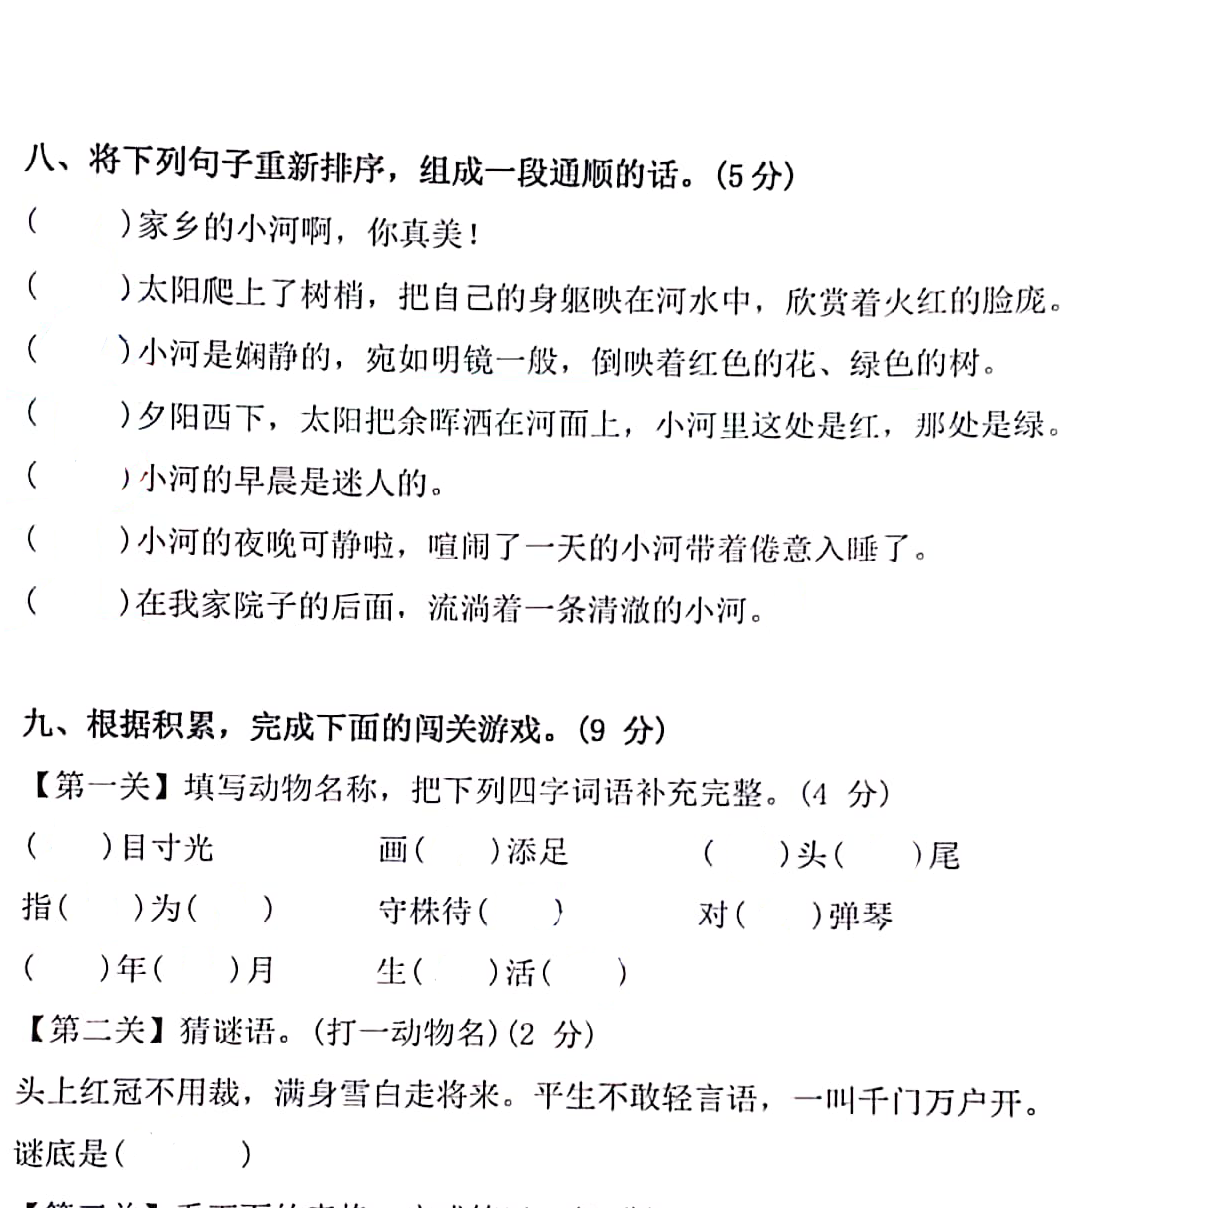 八、将下列句子重新排序，组成一段通顺的话。(5分)
(　　)家乡的小河啊，你真美！
(　　)太阳爬上了树梢，把自己的身躯映在河水中，欣赏着火红的脸庞。
(　　)小河是娴静的，宛如明镜一般，倒映着红色的花、绿色的树。
(　　)夕阳西下，太阳把余晖洒在河面上，小河里这处是红，那处是绿。
(　　)小河的早晨是迷人的。
(　　)小河的夜晚可静啦，喧闹了一天的小河带着倦意入睡了。
(　　)在我家院子的后面，流淌着一条清澈的小河。
九、根据积累，完成下面的闯关游戏。(9 分)
【第一关】填写动物名称，把下列四字词语补充完整。(4 分)
(　　)目寸光　　画(　　)添足　　(　　)头(　　)尾
指(　　)为(　　)　　守株待(　　)　　对(　　)弹琴
(　　)年(　　)月　　生(　　)活(　　)
【第二关】猜谜语。(打一动物名)(2 分)
头上红冠不用裁，满身雪白走将来。平生不敢轻言语，一叫千门万户开。
谜底是(　　)